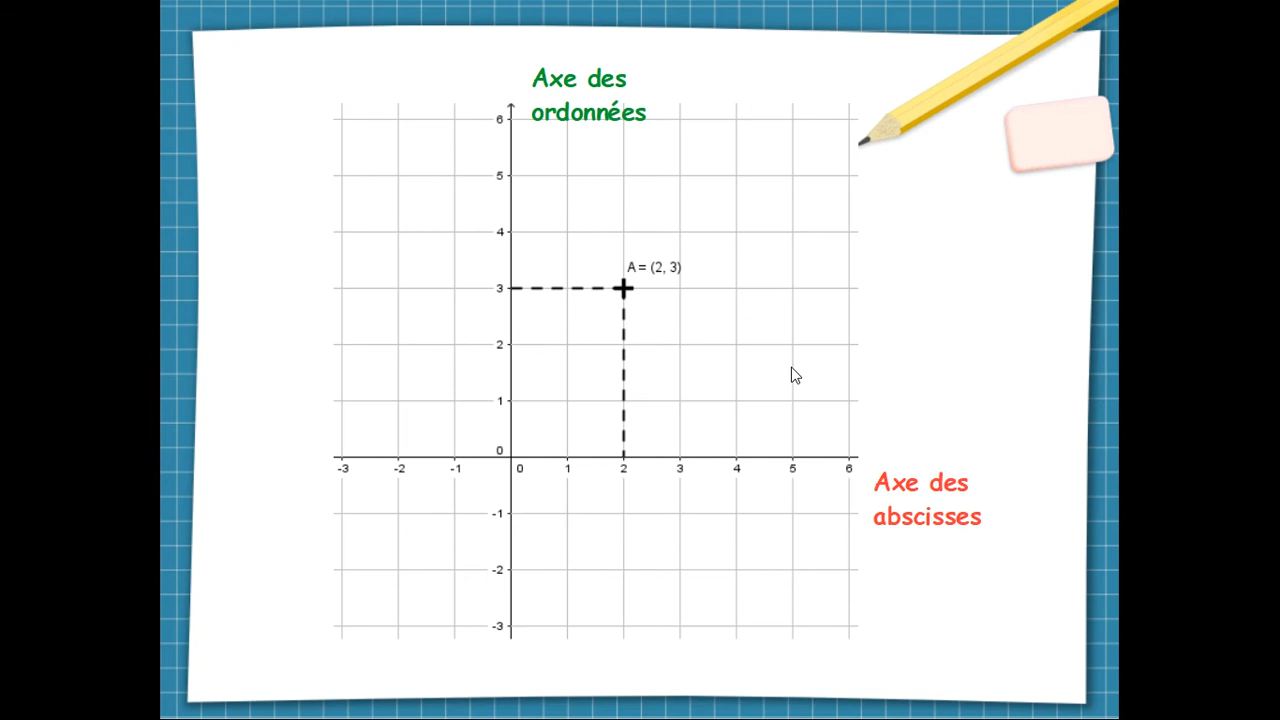 Axe des
ordonnées
6
5
4
A = (2, 3)
3
2
1
0
-3 -2 -1 0 1 2 3 4 5 6
Axe des
abscisses
-1
-2
-3